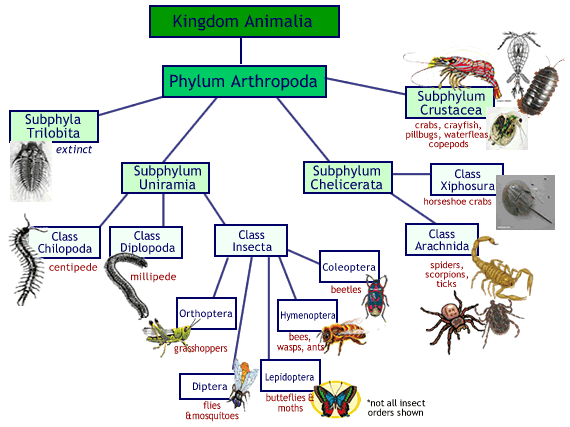 Kingdom Animalia
Phylum Arthropoda
Subphyla
Trilobita
extinct
Subphylum
Crustacea
crabs, crayfish,
pillbugs, waterfleas,
copepods
Subphylum
Uniramia
Subphylum
Chelicerata
Class
Xiphosura
horseshoe crabs
Class
Chilopoda
centipede
Class
Diplopoda
millipede
Class
Insecta
Class
Arachnida
spiders,
scorpions,
ticks
Coleoptera
beetles
Orthoptera
grasshoppers
Hymenoptera
bees,
wasps, ants
Diptera
flies
&mosquitoes
Lepidoptera
butterflies &
moths
*not all insect
orders shown